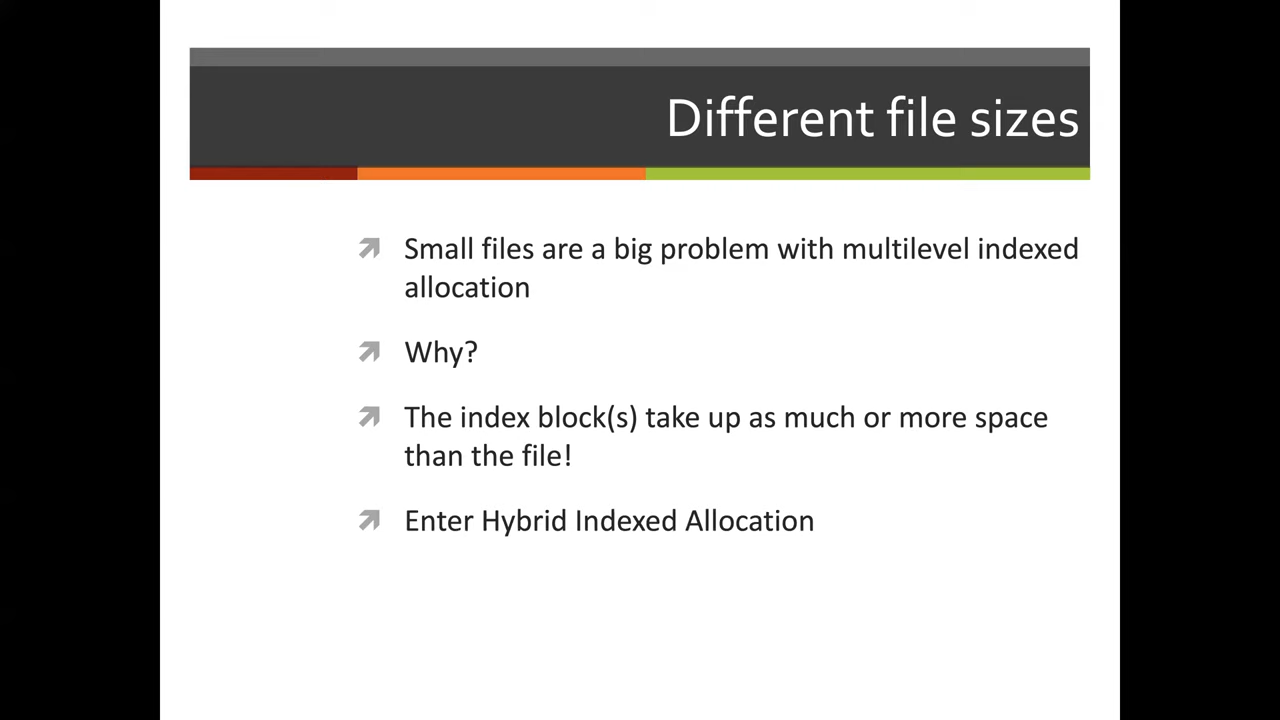 Different file sizes
Small files are a big problem with multilevel indexed
allocation
Why?
The index block(s) take up as much or more space
than the file!
Enter Hybrid Indexed Allocation